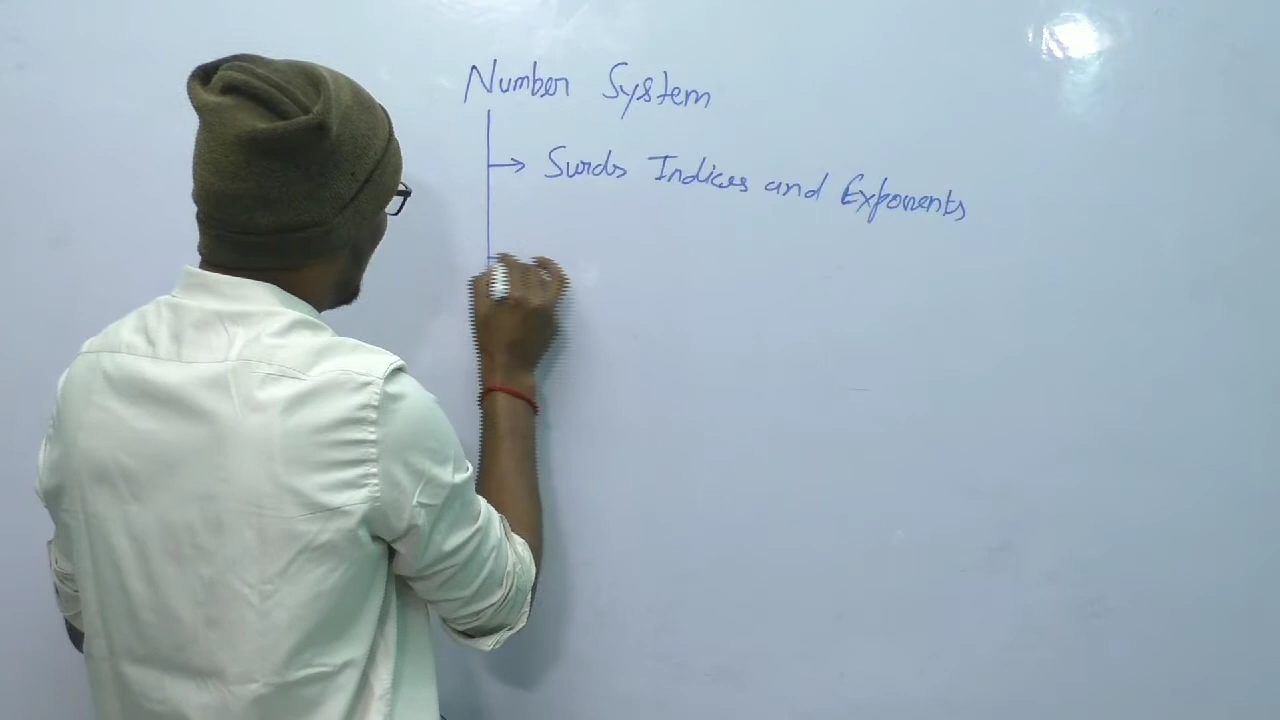 Number System
→ Surds Indices and Exponents